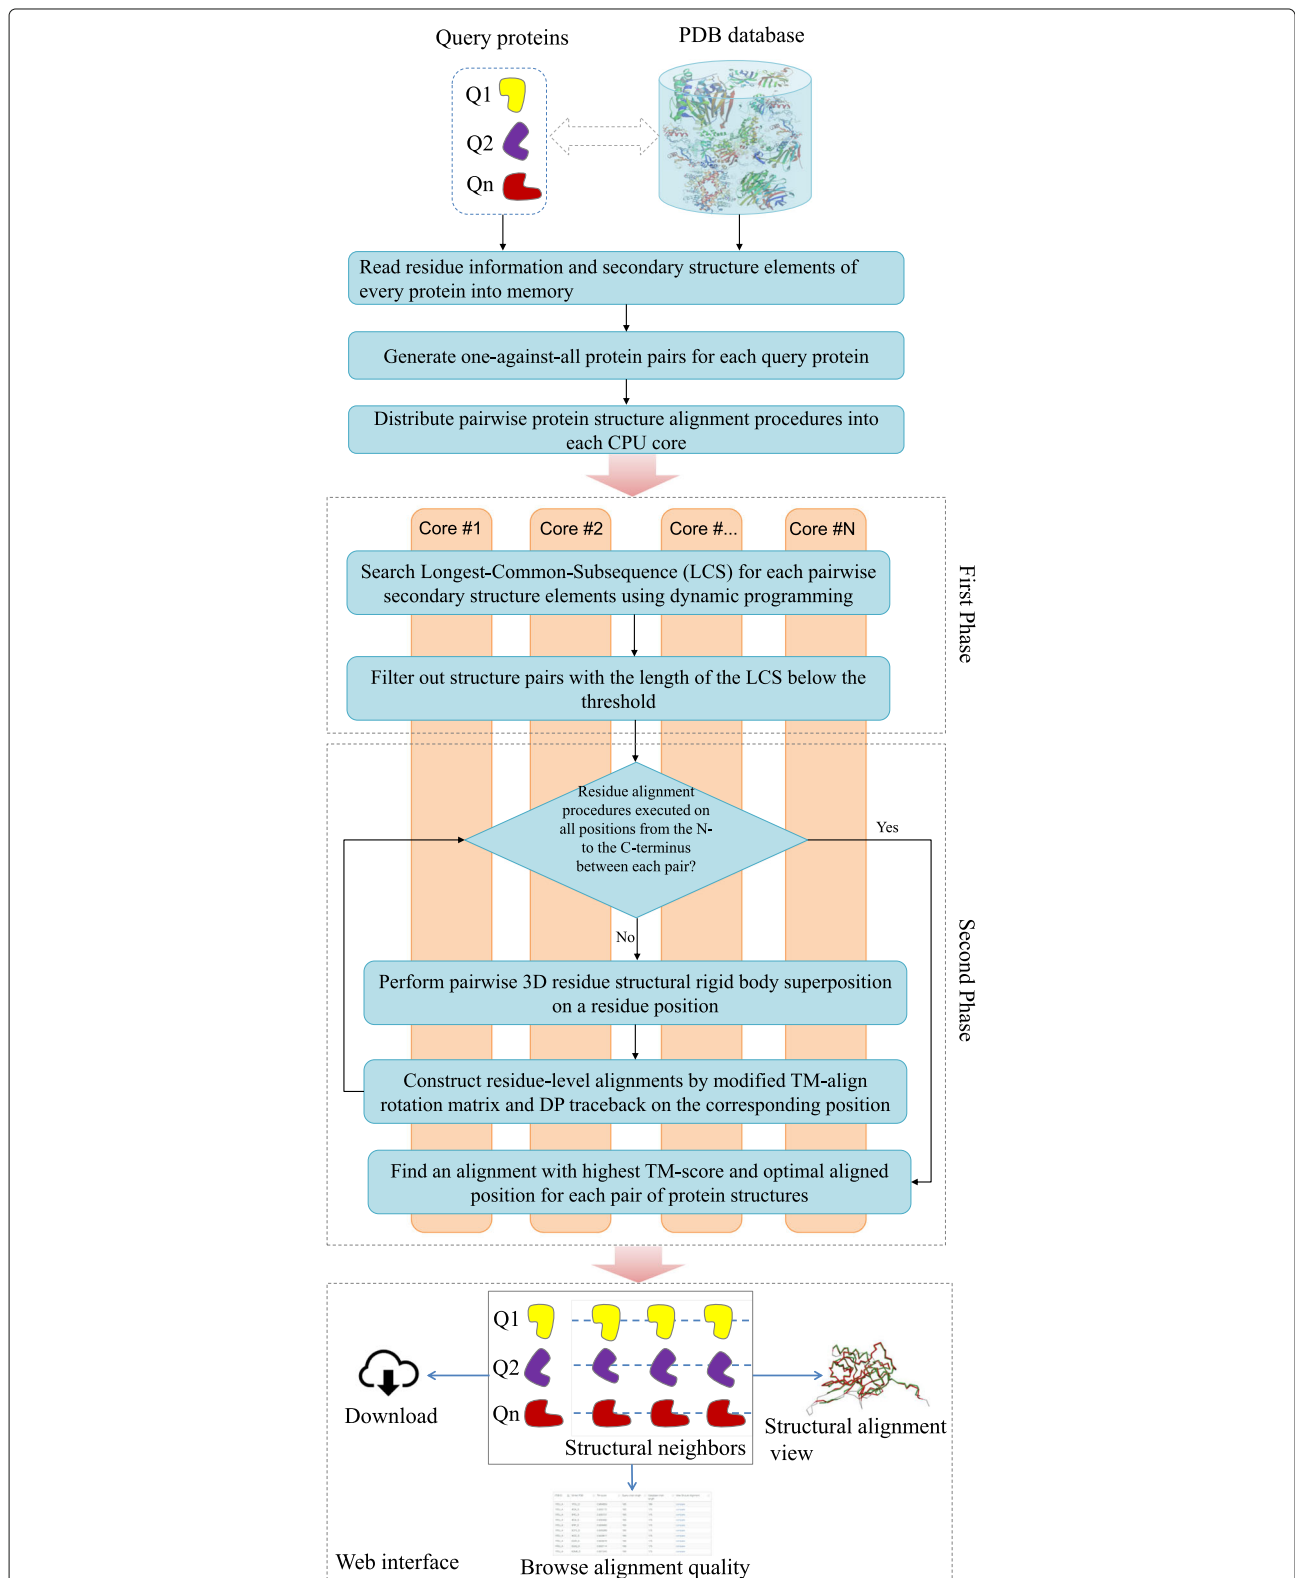 Query proteins
PDB database
Q1
Q2
Qn
Read residue information and secondary structure elements of
every protein into memory
Generate one-against-all protein pairs for each query protein
Distribute pairwise protein structure alignment procedures into
each CPU core
Core #1
Core #2
Core #...
Core #N
Search Longest-Common-Subsequence (LCS) for each pairwise
secondary structure elements using dynamic programming
Filter out structure pairs with the length of the LCS below the
threshold
First Phase
Residue alignment
procedures executed on
all positions from the N-
to the C-terminus
between each pair?
Yes
No
Perform pairwise 3D residue structural rigid body superposition
on a residue position
Construct residue-level alignments by modified TM-align
rotation matrix and DP traceback on the corresponding position
Find an alignment with highest TM-score and optimal aligned
position for each pair of protein structures
Second Phase
Q1
Q2
Qn
Structural neighbors
Download
Structural alignment
view
Browse alignment quality
Web interface